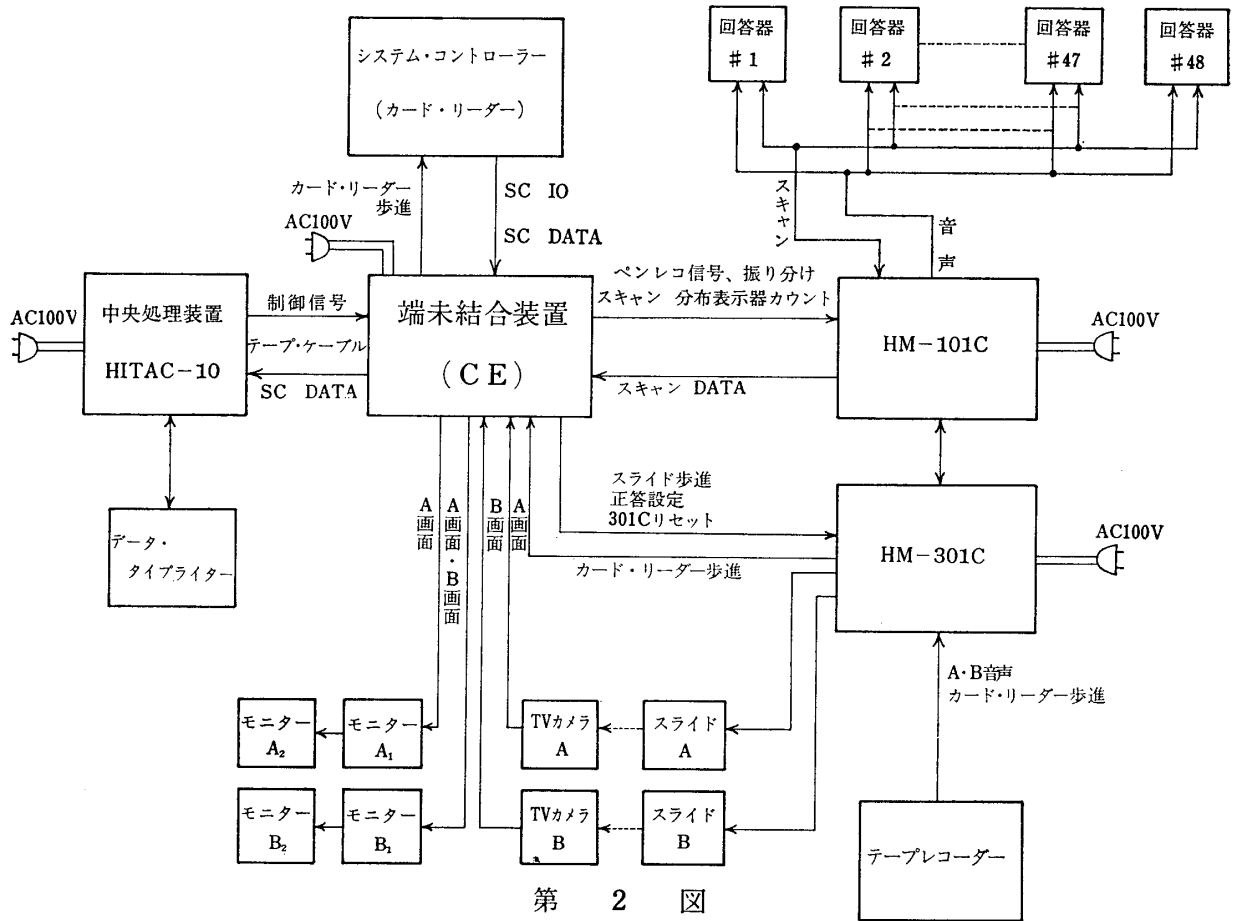 システム・コントローラー
(カード・リーダー)
回答器
#1
回答器
#2
回答器
#47
回答器
#48
カード・リーダー
歩進
SC IO
SC DATA
AC100V
スキャン
音声
AC100V
中央処理装置
HITAC-10
制御信号
テープ・ケーブル
SC DATA
端未結合装置
(CE)
ペンレコ信号、振り分け
スキャン 分布表示器カウント
スキャン DATA
HM-101C
AC100V
データ・
タイプライター
A画面
A画面・B画面
B画面
A画面
スライド歩進
正答設定
301Cリセット
カード・リーダー歩進
HM-301C
AC100V
A・B音声
カード・リーダー歩進
モニター
A₂
モニター
A₁
TVカメラ
A
スライド
A
モニター
B₂
モニター
B₁
TVカメラ
B
スライド
B
テープレコーダー
第 2 図